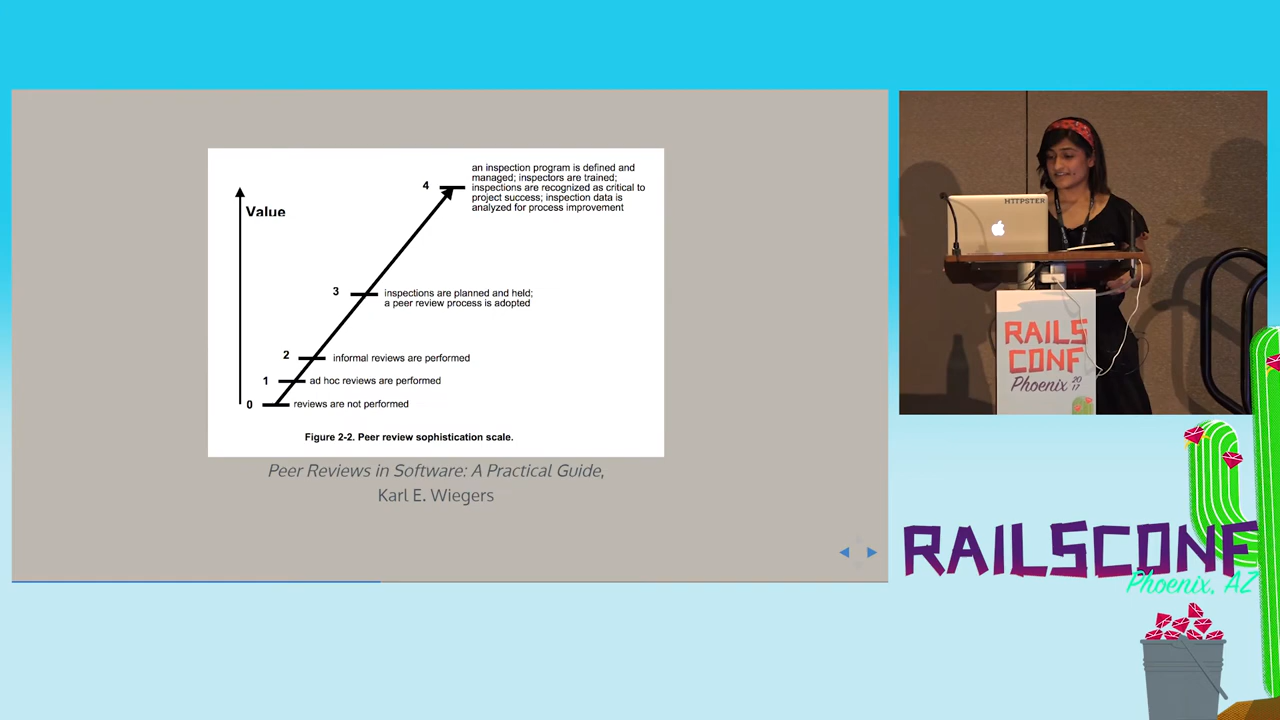 4
an inspection program is defined and
managed; inspectors are trained;
inspections are recognized as critical to
project success; inspection data is
analyzed for process improvement
Value
3
inspections are planned and held;
a peer review process is adopted
2
informal reviews are performed
1
ad hoc reviews are performed
0
reviews are not performed
Figure 2-2. Peer review sophistication scale.
Peer Reviews in Software: A Practical Guide,
Karl E. Wiegers
HTTPSTER
RAILS
CONF
Phoenix 20
17
RAILSCONF
Phoenix, AZ